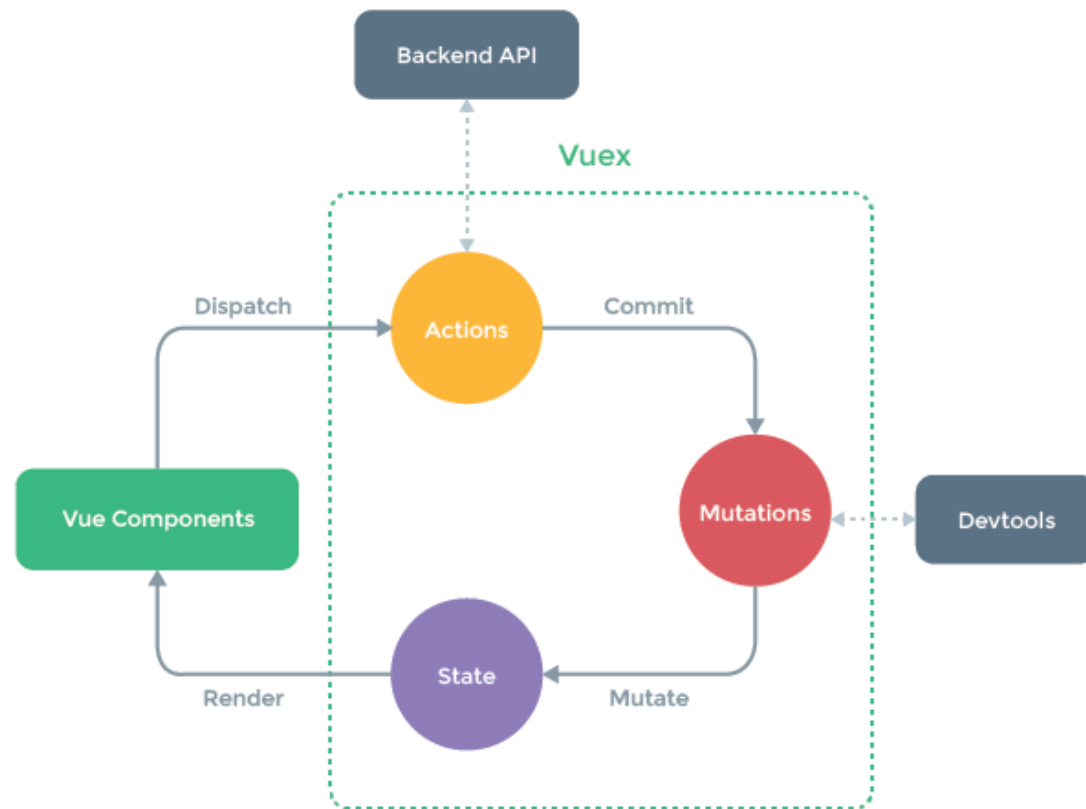 Backend API
Vuex
Dispatch
Commit
Actions
Mutations
Vue Components
Devtools
State
Render
Mutate